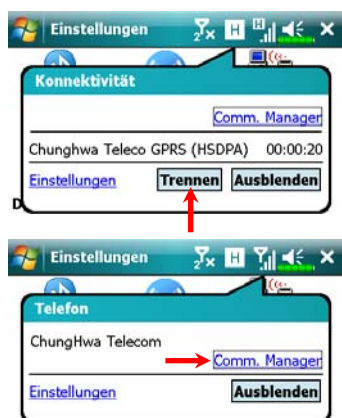 Einstellungen
Konnektivität
Comm. Manager
Chunghwa Teleco GPRS (HSDPA) 00:00:20
Einstellungen Trennen Ausblenden
D
Einstellungen
Telefon
ChungHwa Telecom
Comm. Manager
Einstellungen Ausblenden